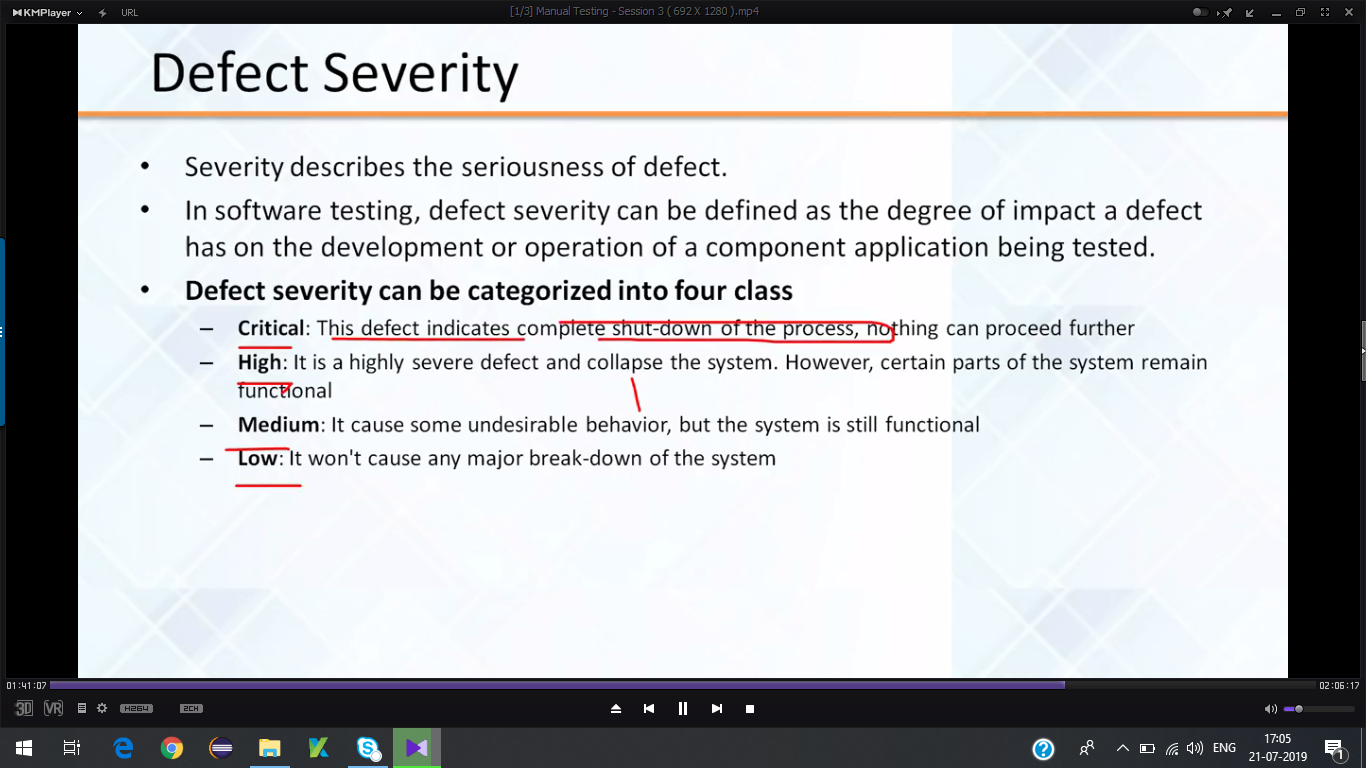 KMPlayer
URL
[1/3] Manual Testing - Session 3 ( 692 X 1280 ).mp4
Defect Severity
• Severity describes the seriousness of defect.
• In software testing, defect severity can be defined as the degree of impact a defect
has on the development or operation of a component application being tested.
• Defect severity can be categorized into four class
– Critical: This defect indicates complete shut-down of the process, nothing can proceed further
– High: It is a highly severe defect and collapse the system. However, certain parts of the system remain
functional
– Medium: It cause some undesirable behavior, but the system is still functional
– Low: It won't cause any major break-down of the system
01:41:07
02:06:17
3D VR H264 2CH
ENG
17:05
21-07-2019
1